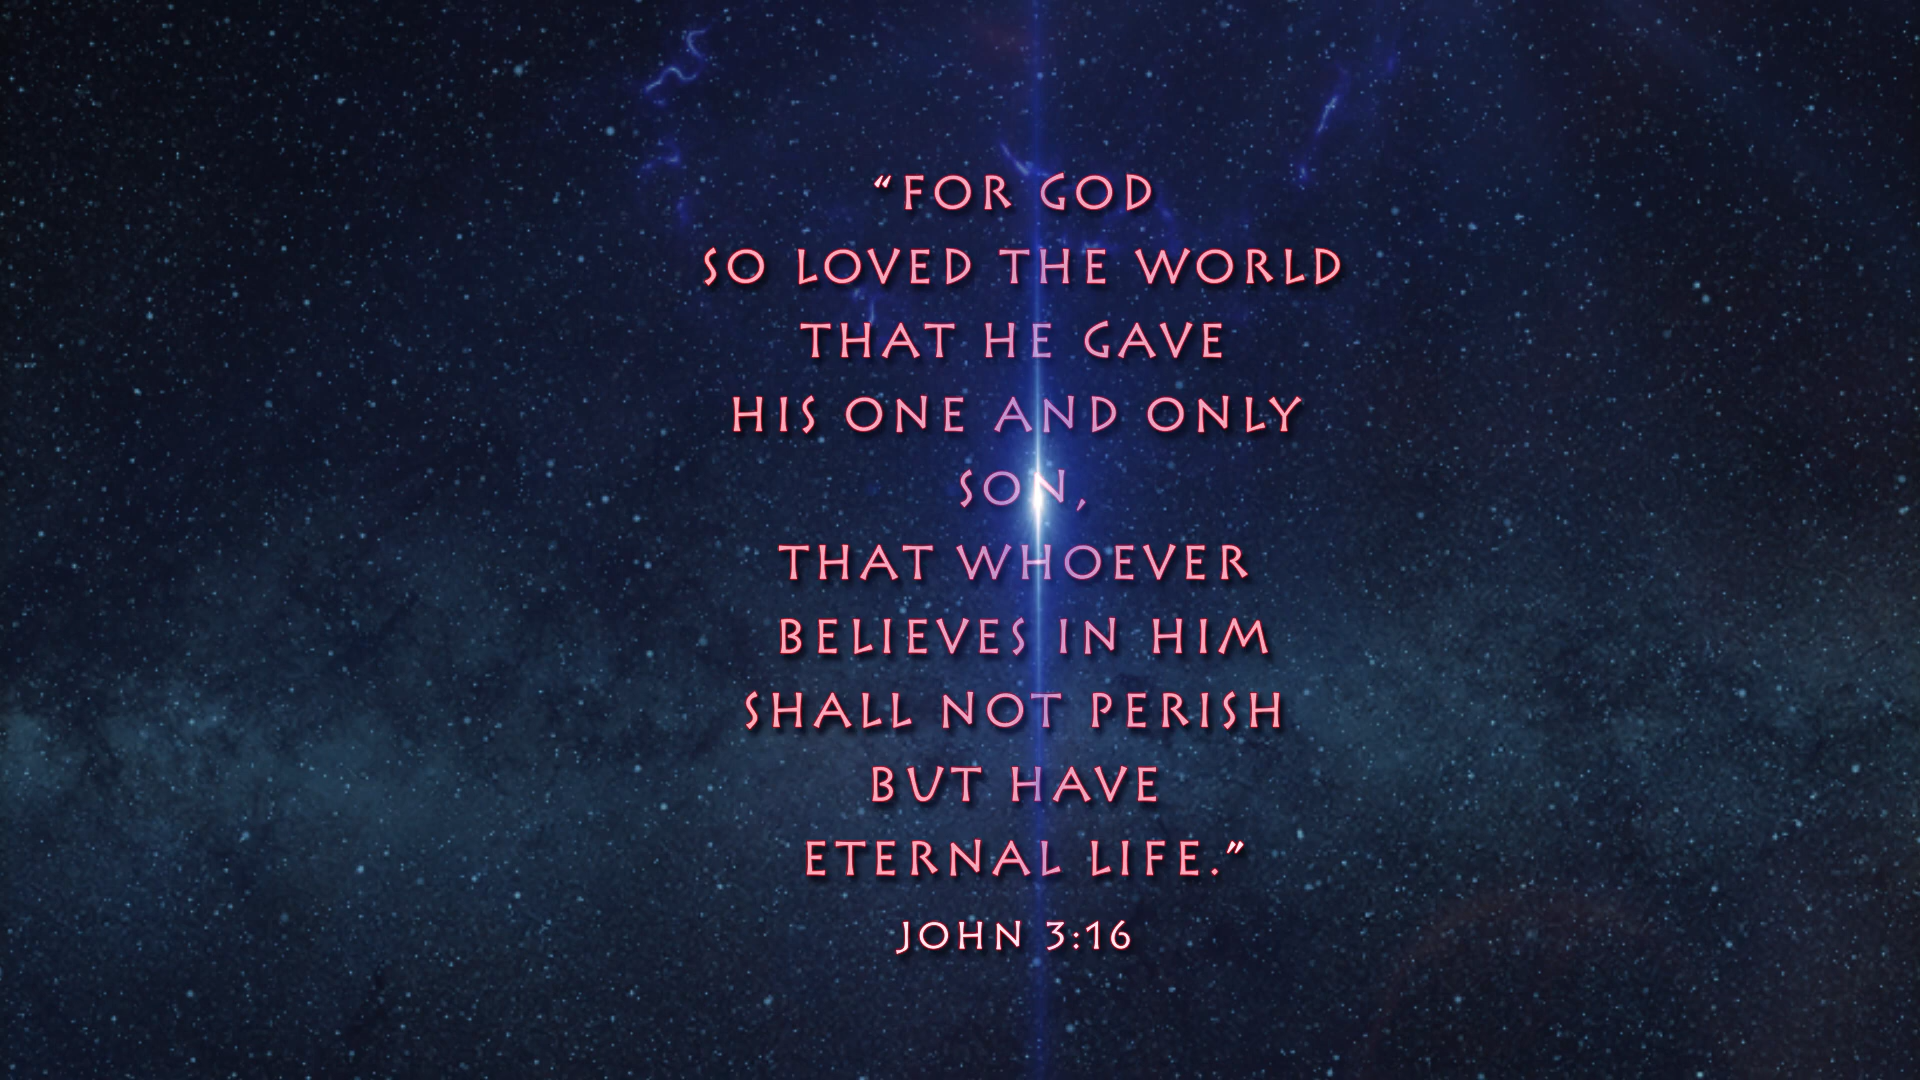 “FOR GOD
SO LOVED THE WORLD
THAT HE GAVE
HIS ONE AND ONLY
SON,
THAT WHOEVER
BELIEVES IN HIM
SHALL NOT PERISH
BUT HAVE
ETERNAL LIFE.”
JOHN 3:16